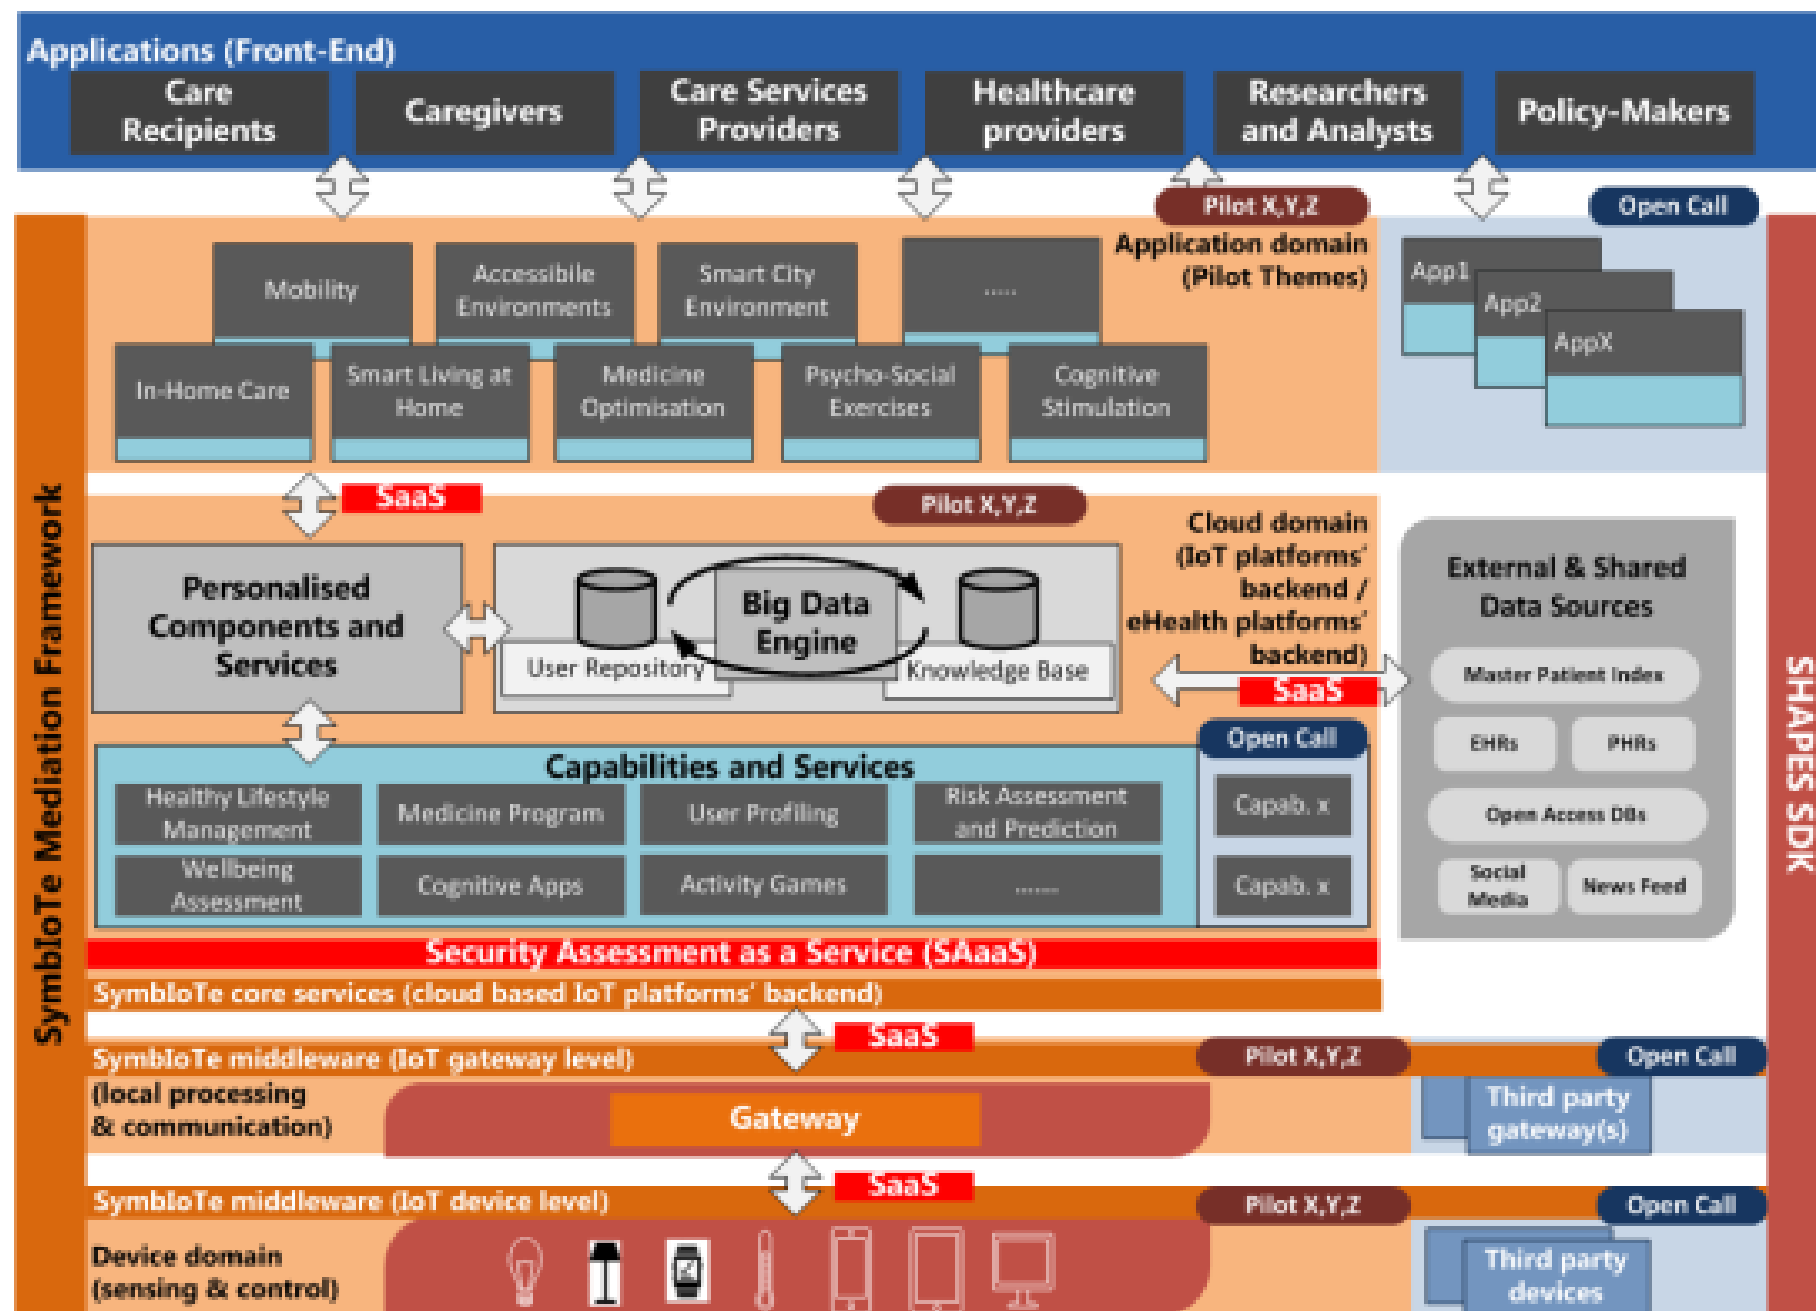 Applications (Front-End)
Care
Recipients
Caregivers
Care Services
Providers
Healthcare
providers
Researchers
and Analysts
Policy-Makers
Pilot X,Y,Z
Open Call
Application domain
(Pilot Themes)
Mobility
Accessibile
Environments
Smart City
Environment
.....
In-Home Care
Smart Living at
Home
Medicine
Optimisation
Psycho-Social
Exercises
Cognitive
Stimulation
App1
App2
AppX
SymbIoTe Mediation Framework
SHAPES SDK
SaaS
Pilot X,Y,Z
Cloud domain
(IoT platforms'
backend /
eHealth platforms'
backend)
Personalised
Components and
Services
User Repository
Big Data
Engine
Knowledge Base
SaaS
External & Shared
Data Sources
Master Patient Index
EHRs
PHRs
Open Access DBs
Social
Media
News Feed
Capabilities and Services
Healthy Lifestyle
Management
Medicine Program
User Profiling
Risk Assessment
and Prediction
Wellbeing
Assessment
Cognitive Apps
Activity Games
.......
Open Call
Capab. x
Capab. x
Security Assessment as a Service (SAaaS)
SymbIoTe core services (cloud based IoT platforms' backend)
SaaS
SymbIoTe middleware (IoT gateway level)
Pilot X,Y,Z
Open Call
(local processing
& communication)
Gateway
Third party
gateway(s)
SaaS
SymbIoTe middleware (IoT device level)
Pilot X,Y,Z
Open Call
Device domain
(sensing & control)
Third party
devices